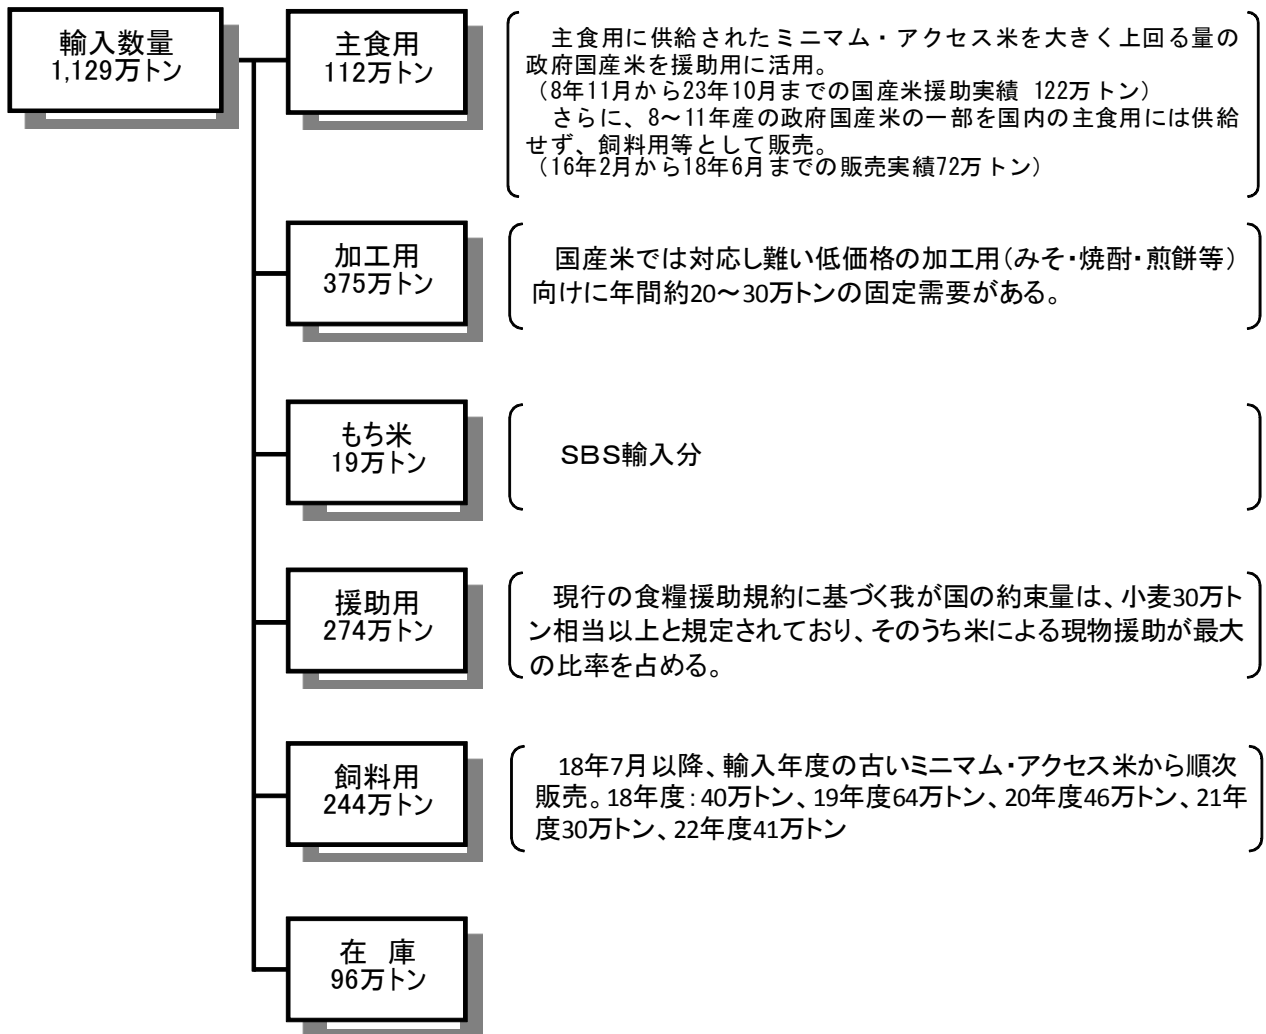 輸入数量
1,129万トン
主食用
112万トン
主食用に供給されたミニマム・アクセス米を大きく上回る量の
政府国産米を援助用に活用。
（8年11月から23年10月までの国産米援助実績 122万トン）
さらに、8～11年産の政府国産米の一部を国内の主食用には供給
せず、飼料用等として販売。
（16年2月から18年6月までの販売実績72万トン）
加工用
375万トン
国産米では対応し難い低価格の加工用（みそ・焼酎・煎餅等）
向けに年間約20～30万トンの固定需要がある。
もち米
19万トン
ＳＢＳ輸入分
援助用
274万トン
現行の食糧援助規約に基づく我が国の約束量は、小麦30万ト
ン相当以上と規定されており、そのうち米による現物援助が最大
の比率を占める。
飼料用
244万トン
18年7月以降、輸入年度の古いミニマム・アクセス米から順次
販売。18年度：40万トン、19年度64万トン、20年度46万トン、21年
度30万トン、22年度41万トン
在　庫
96万トン